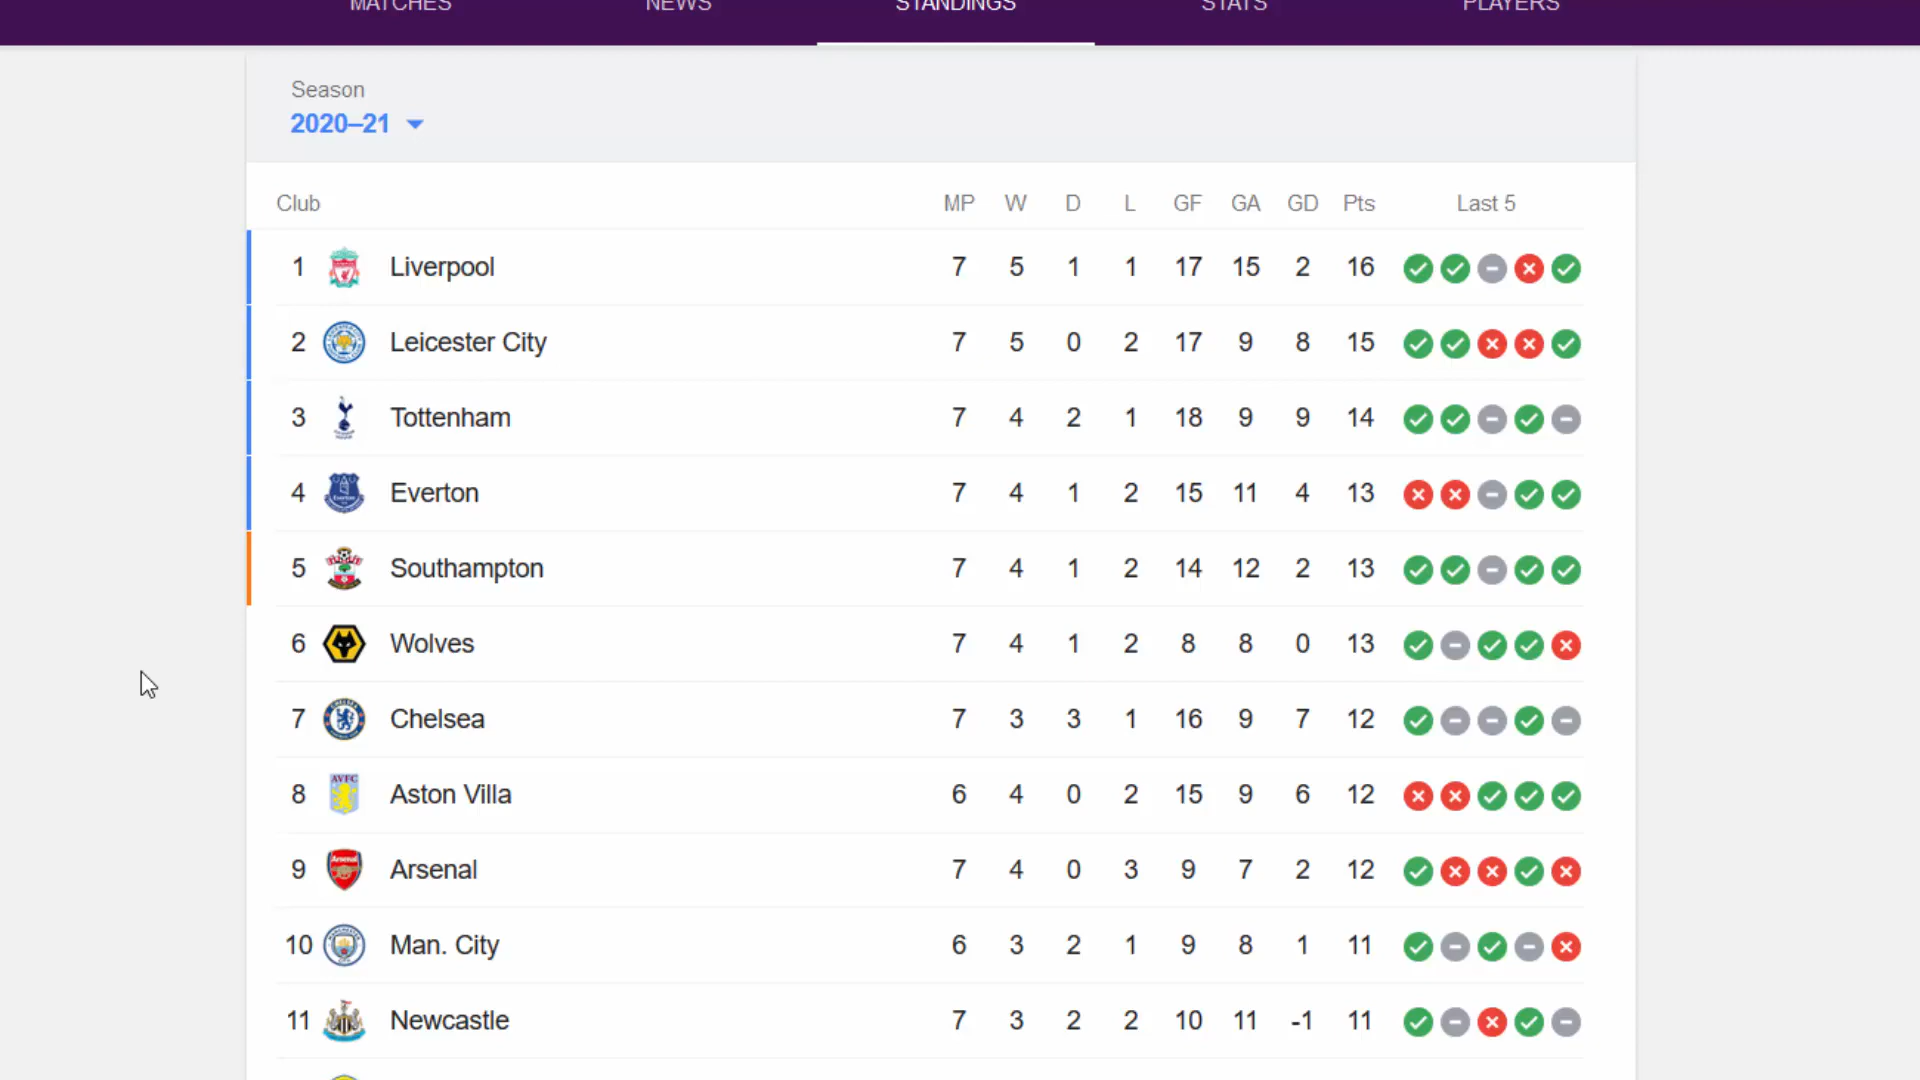 MATCHES NEWS STANDINGS STATS PLAYERS
Season
2020–21
Club MP W D L GF GA GD Pts Last 5
1 Liverpool 7 5 1 1 17 15 2 16
2 Leicester City 7 5 0 2 17 9 8 15
3 Tottenham 7 4 2 1 18 9 9 14
4 Everton 7 4 1 2 15 11 4 13
5 Southampton 7 4 1 2 14 12 2 13
6 Wolves 7 4 1 2 8 8 0 13
7 Chelsea 7 3 3 1 16 9 7 12
8 AVFC Aston Villa 6 4 0 2 15 9 6 12
9 Arsenal Arsenal 7 4 0 3 9 7 2 12
10 Man. City 6 3 2 1 9 8 1 11
11 Newcastle 7 3 2 2 10 11 -1 11